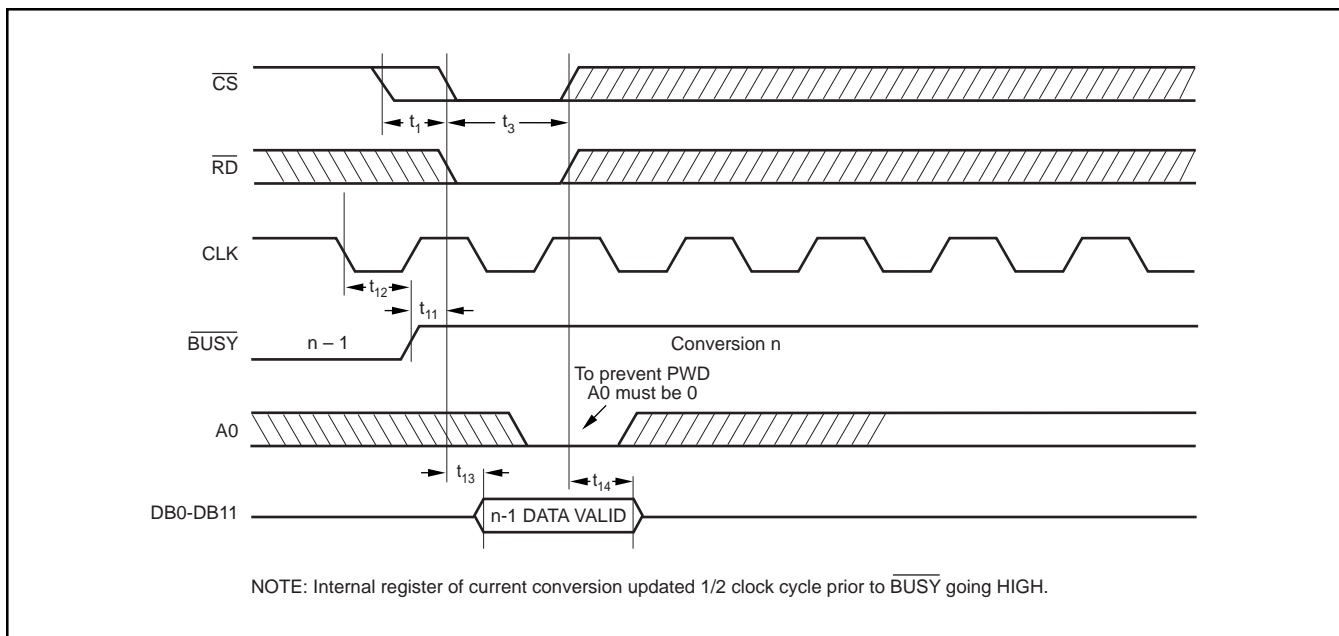 CS
t1
t3
RD
CLK
t12
t11
BUSY
n – 1
Conversion n
To prevent PWD
A0 must be 0
A0
t13
t14
DB0-DB11
n-1 DATA VALID
NOTE: Internal register of current conversion updated 1/2 clock cycle prior to BUSY going HIGH.